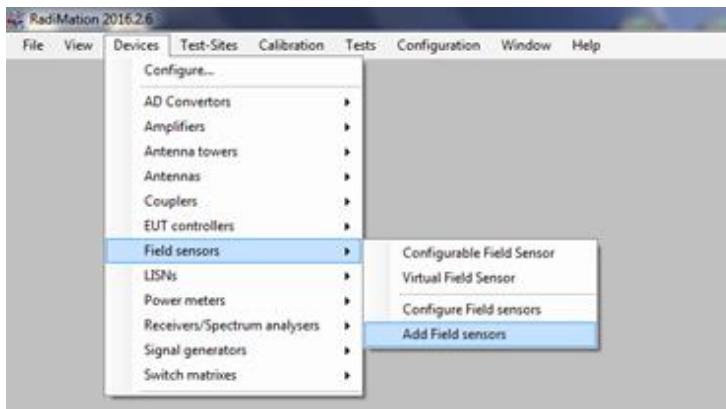 RadiMation 2016.2.6
File View Devices Test-Sites Calibration Tests Configuration Window Help
Configure...
AD Convertors
Amplifiers
Antenna towers
Antennas
Couplers
EUT controllers
Field sensors
LISNs
Power meters
Receivers/Spectrum analysers
Signal generators
Switch matrixes
Configurable Field Sensor
Virtual Field Sensor
Configure Field sensors
Add Field sensors